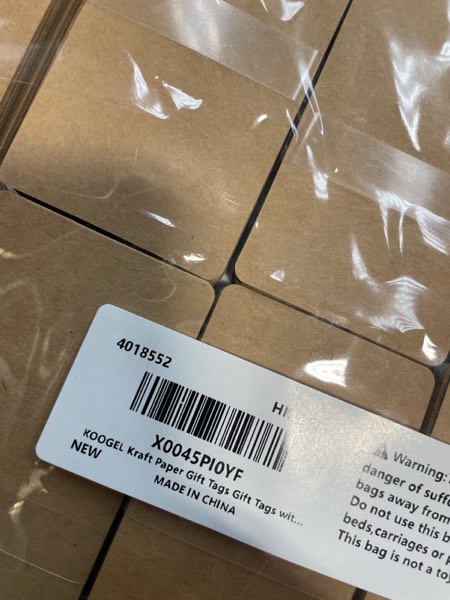 4018552
X0045PI0YF
KOOGEL Kraft Paper Gift Tags Gift Tags wit...
NEW
MADE IN CHINA
Warning:
danger of
bags away from
Do not use this
beds,carriages or
This bag is not a